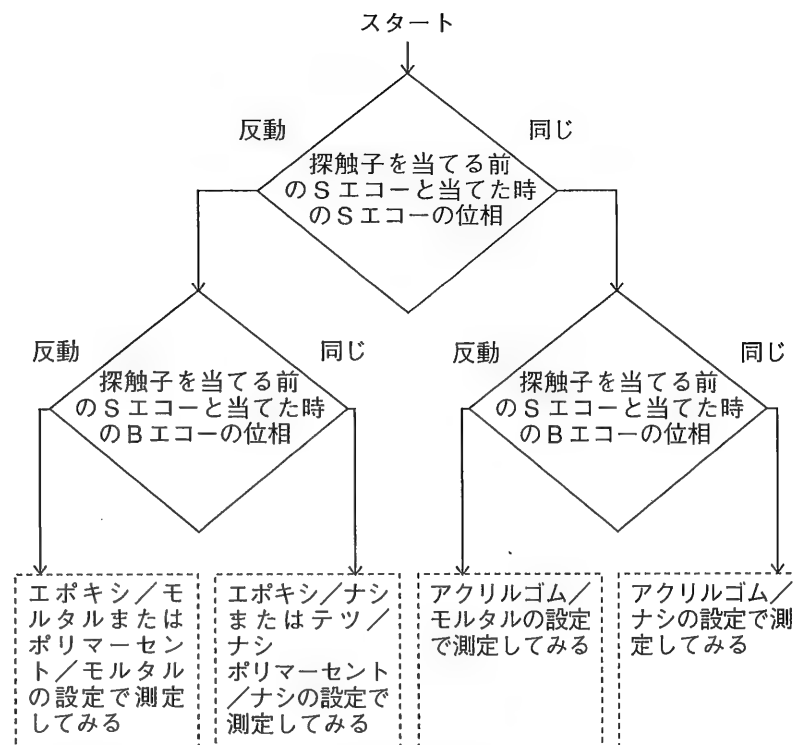 スタート
反動
同じ
探触子を当てる前
のSエコーと当てた時
のSエコーの位相
反動
同じ
探触子を当てる前
のSエコーと当てた時
のBエコーの位相
反動
同じ
探触子を当てる前
のSエコーと当てた時
のBエコーの位相
エポキシ／モ
ルタルまたは
ポリマーセン
ト／モルタル
の設定で測定
してみる
エポキシ／ナシ
またはテツ／
ナシ
ポリマーセント
／ナシの設定で
測定してみる
アクリルゴム／
モルタルの設定
で測定してみる
アクリルゴム／
ナシの設定で測
定してみる